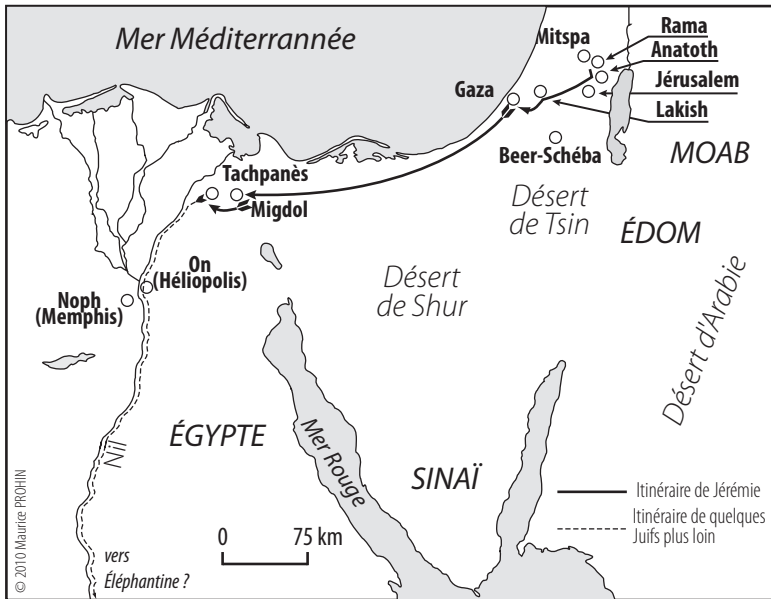 Mer Méditerrannée
Mitspa
Rama
Anatoth
Jérusalem
Lakish
Gaza
Beer-Schéba
MOAB
Tachpanès
Migdol
Désert
de Tsin
ÉDOM
On
(Héliopolis)
Noph
(Memphis)
Désert
de Shur
Désert d'Arabie
ÉGYPTE
Nill
Mer Rouge
SINAÏ
Itinéraire de Jérémie
Itinéraire de quelques
Juifs plus loin
0 75 km
vers
Éléphantine ?
© 2010 Maurice PROHIN